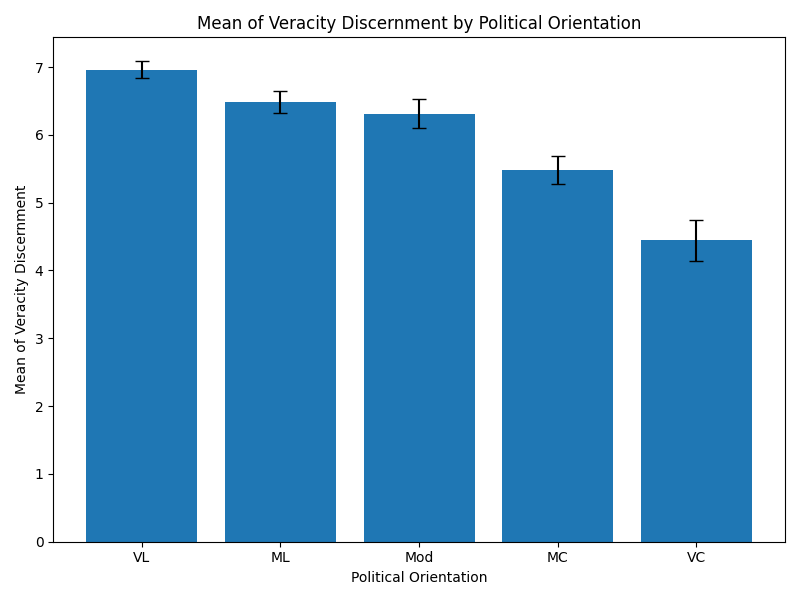 Mean of Veracity Discernment by Political Orientation
Mean of Veracity Discernment
7
6
5
4
3
2
1
0
VL ML Mod MC VC
Political Orientation